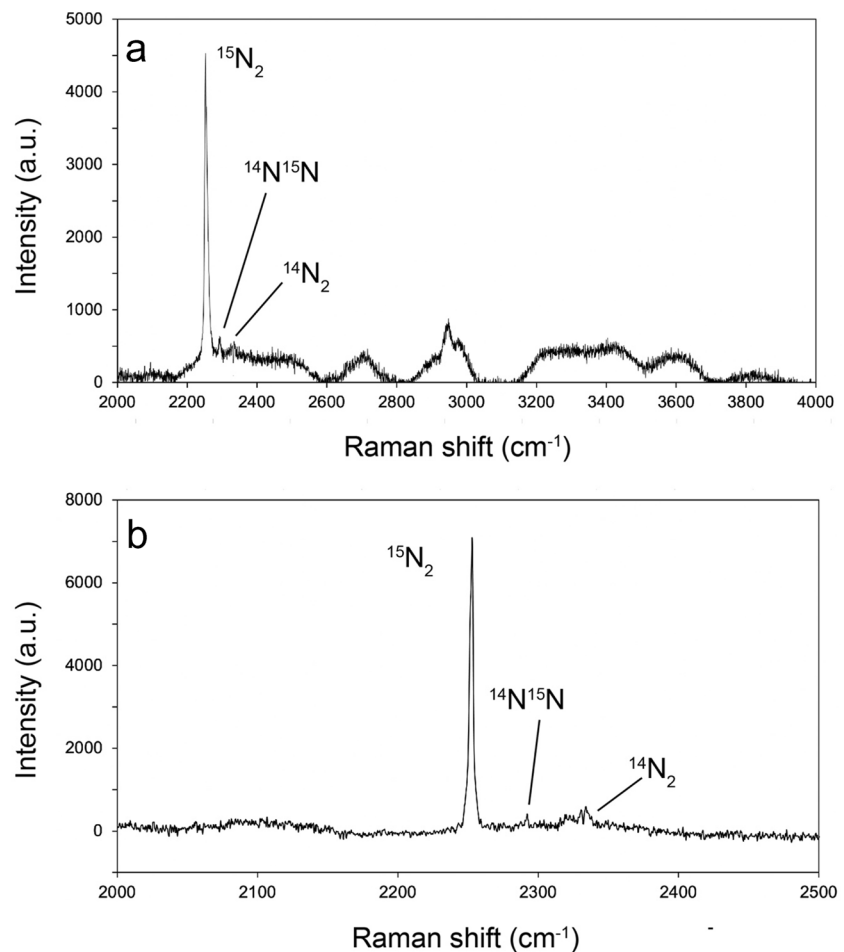 a
¹⁵N₂
¹⁴N¹⁵N
¹⁴N₂
Intensity (a.u.)
5000
4000
3000
2000
1000
0
2000 2200 2400 2600 2800 3000 3200 3400 3600 3800 4000
Raman shift (cm⁻¹)
b
¹⁵N₂
¹⁴N¹⁵N
¹⁴N₂
Intensity (a.u.)
8000
6000
4000
2000
0
2000 2100 2200 2300 2400 2500
Raman shift (cm⁻¹)